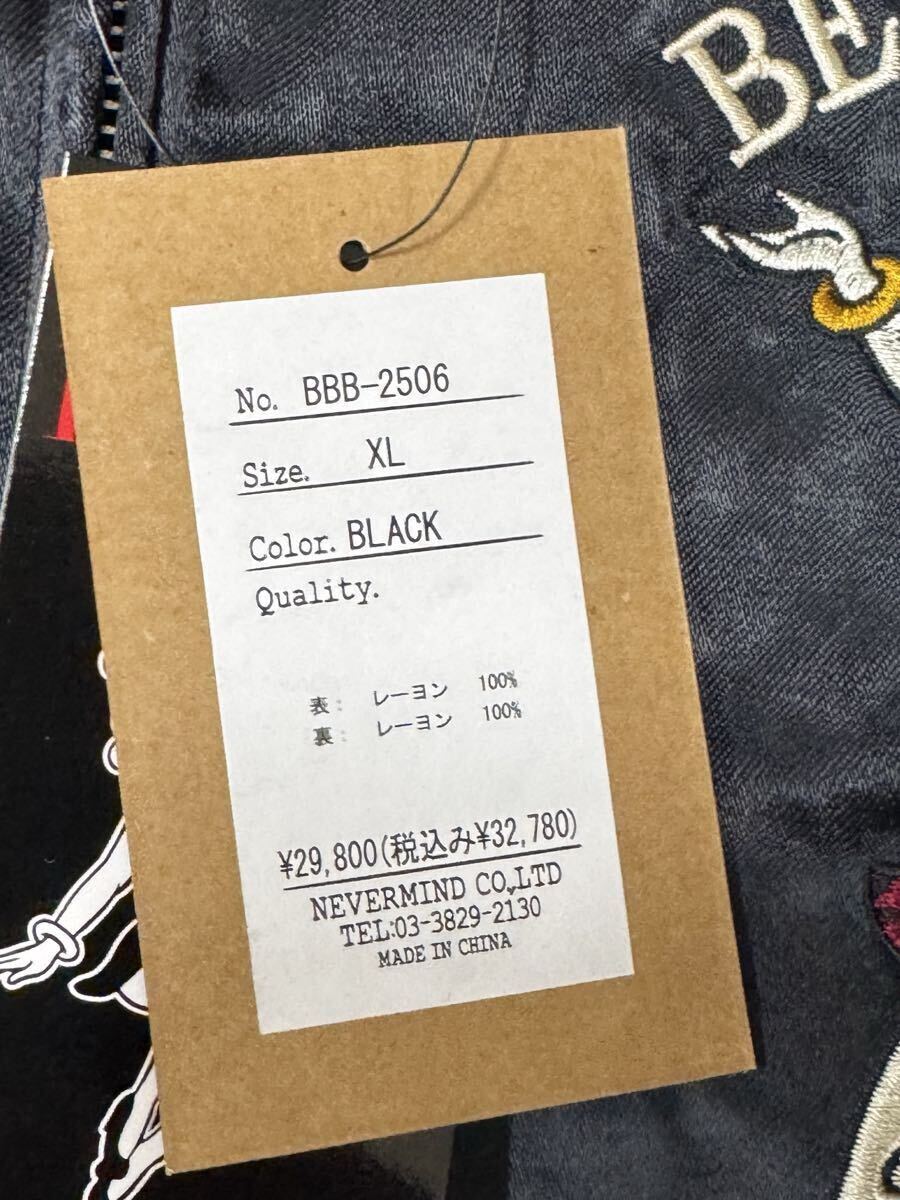 BE
No. BBB-2506
Size. XL
Color. BLACK
Quality.
表: レーヨン 100%
裏: レーヨン 100%
¥29,800(税込み¥32,780)
NEVERMIND CO,LTD
TEL:03-3829-2130
MADE IN CHINA